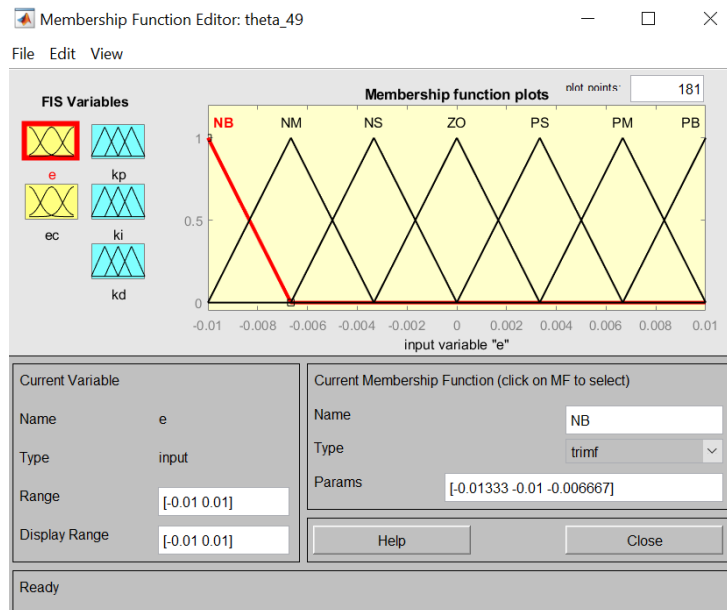 Membership Function Editor: theta_49
File Edit View
FIS Variables
e
kp
ec
ki
kd
Membership function plots
plot points:
181
NB NM NS ZO PS PM PB
1
0.5
0
-0.01 -0.008 -0.006 -0.004 -0.002 0 0.002 0.004 0.006 0.008 0.01
input variable "e"
Current Variable
Name e
Type input
Range [-0.01 0.01]
Display Range [-0.01 0.01]
Current Membership Function (click on MF to select)
Name NB
Type trimf
Params [-0.01333 -0.01 -0.006667]
Help Close
Ready